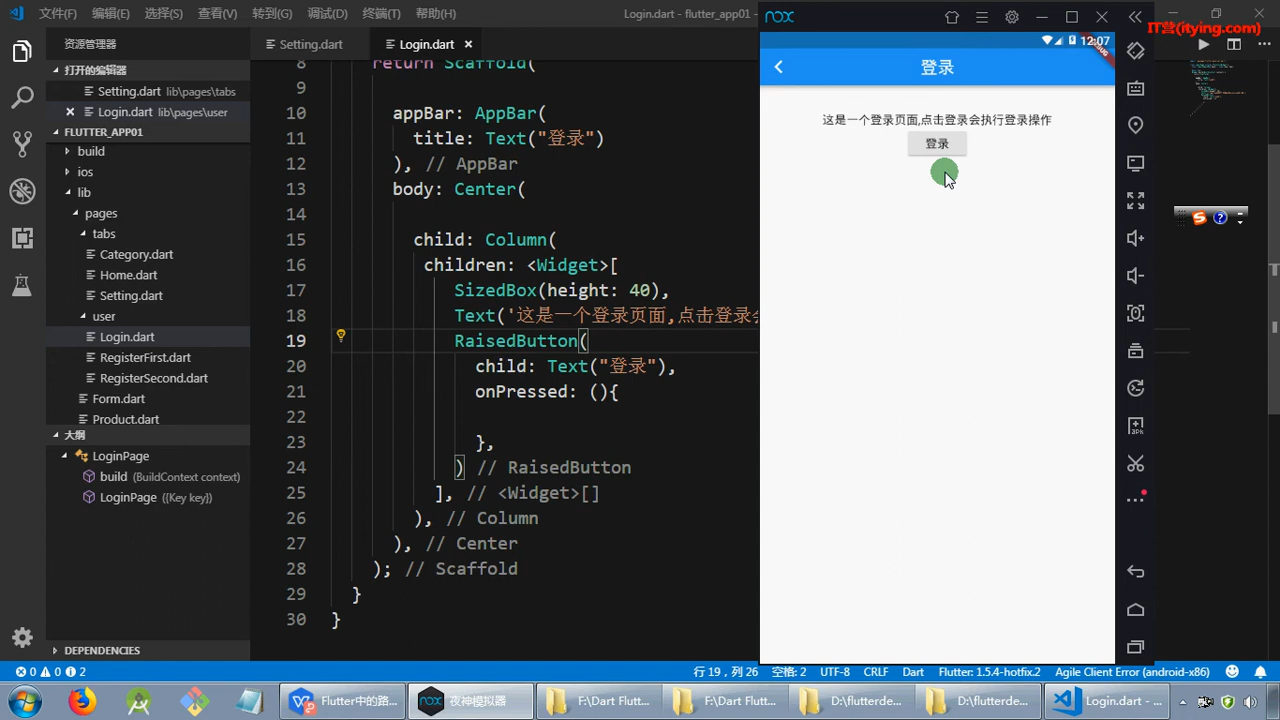 文件(F) 编辑(E) 选择(S) 查看(V) 转到(G) 调试(D) 终端(T) 帮助(H)
Login.dart - flutter_app01
nox
IT营(itying.com)
资源管理器
Setting.dart
Login.dart ×
12:07
打开的编辑器
Setting.dart lib\pages\tabs
× Login.dart lib\pages\user
FLUTTER_APP01
build
ios
lib
pages
tabs
Category.dart
Home.dart
Setting.dart
user
Login.dart
RegisterFirst.dart
RegisterSecond.dart
Form.dart
Product.dart
大纲
LoginPage
build (BuildContext context)
LoginPage ({Key key})
DEPENDENCIES
8 return Scaffold(
9
10 appBar: AppBar(
11 title: Text("登录")
12 ), // AppBar
13 body: Center(
14
15 child: Column(
16 children: <Widget>[
17 SizedBox(height: 40),
18 Text('这是一个登录页面,点击登录会
19 RaisedButton(
20 child: Text("登录"),
21 onPressed: (){
22
23 },
24 ) // RaisedButton
25 ], // <Widget>[]
26 ), // Column
27 ), // Center
28 ); // Scaffold
29 }
30 }
登录
这是一个登录页面,点击登录会执行登录操作
登录
0 0 2
行 19, 列 26
空格: 2
UTF-8
CRLF
Dart
Flutter: 1.5.4-hotfix.2
Agile Client Error (android-x86)
Flutter中的路...
夜神模拟器
F:\Dart Flutt...
F:\Dart Flutt...
D:\flutterde...
D:\flutterde...
Login.dart - ...